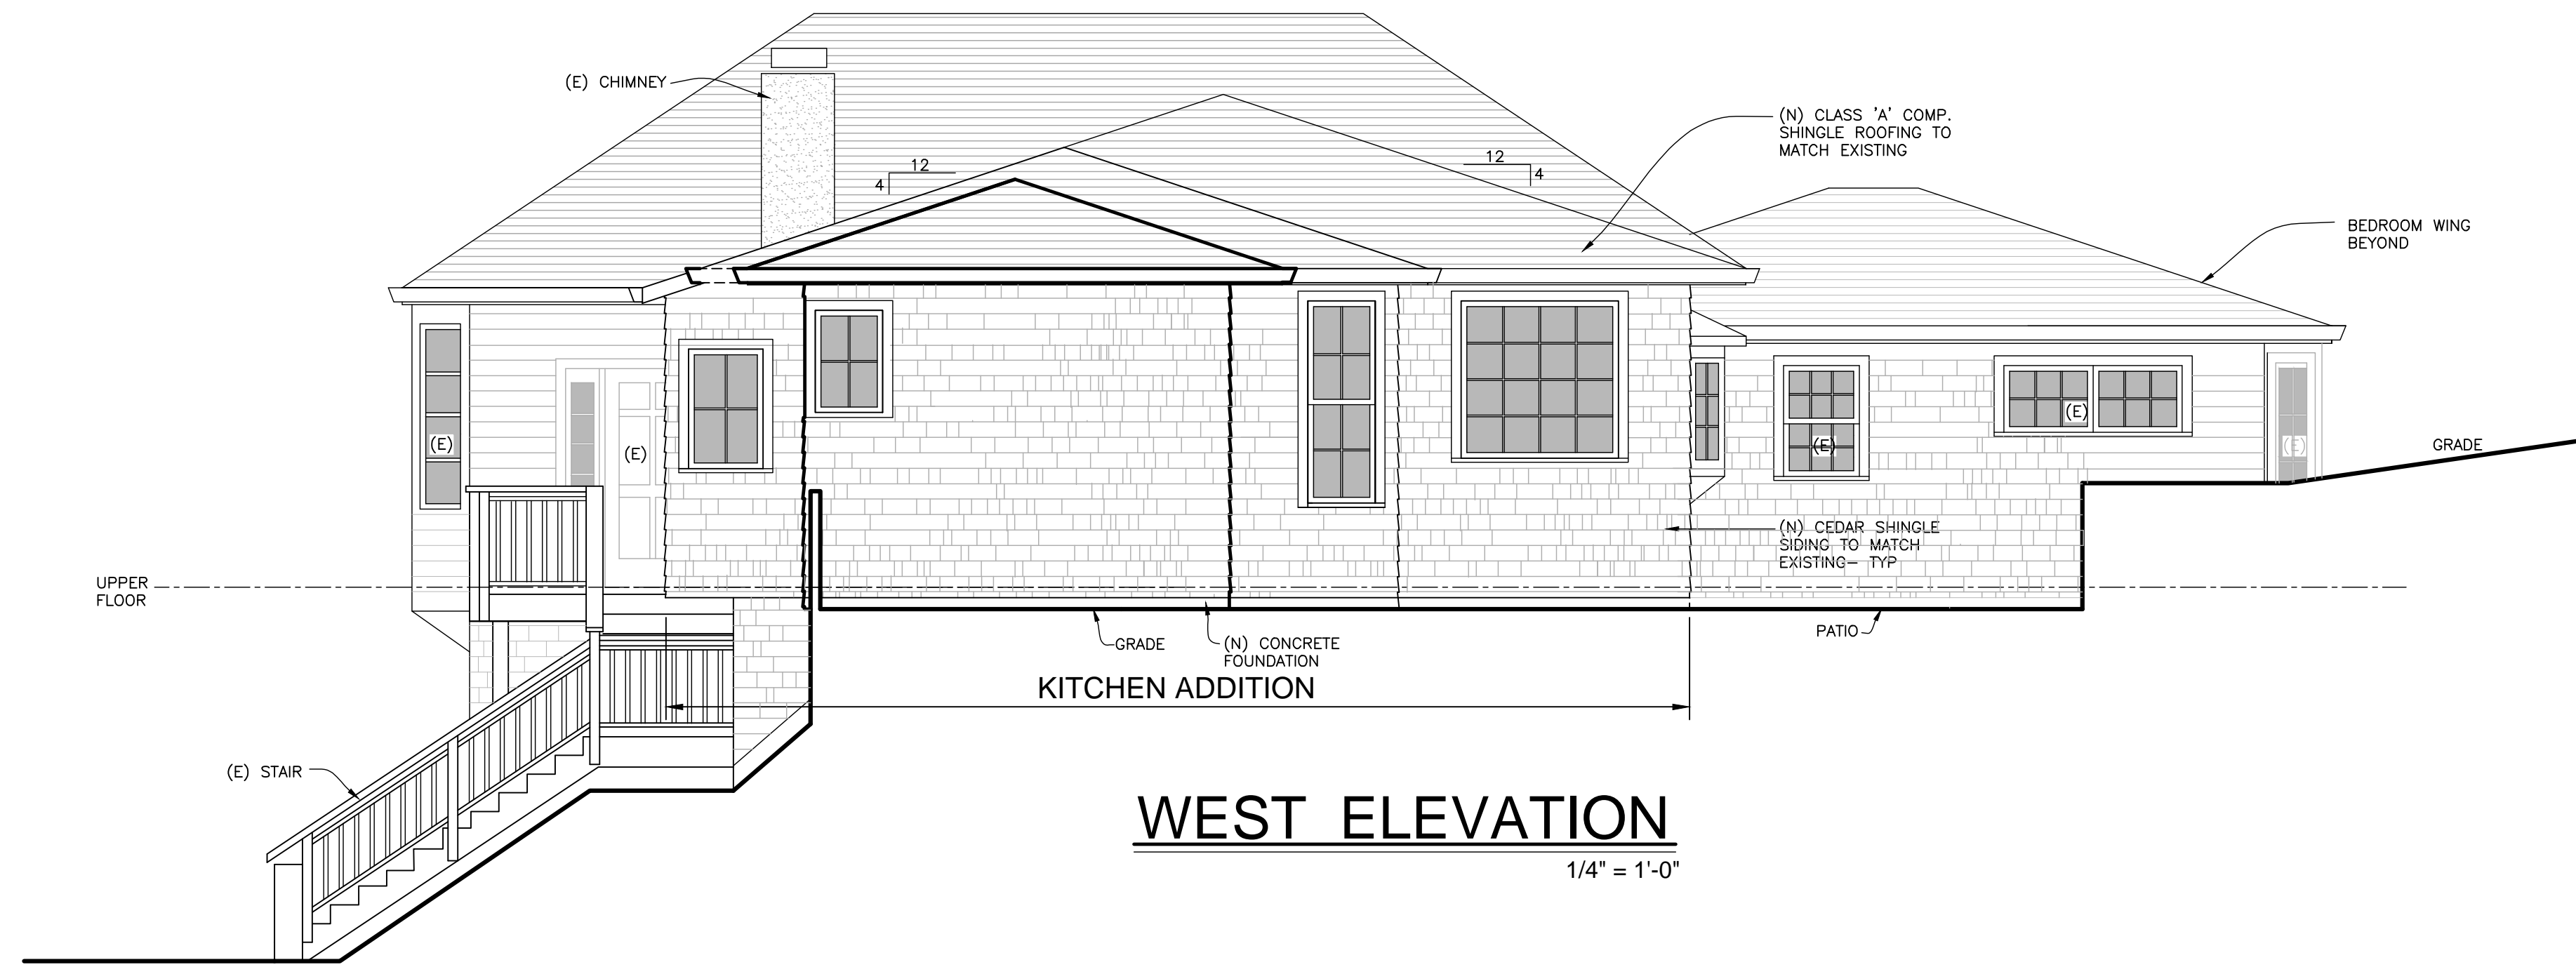 (E) CHIMNEY
12
4
12
4
(N) CLASS 'A' COMP.
SHINGLE ROOFING TO
MATCH EXISTING
BEDROOM WING
BEYOND
(E)
(E)
(E)
(E)
(E)
GRADE
(N) CEDAR SHINGLE
SIDING TO MATCH
EXISTING– TYP
UPPER
FLOOR
GRADE
(N) CONCRETE
FOUNDATION
PATIO
KITCHEN ADDITION
(E) STAIR
WEST ELEVATION
1/4" = 1'-0"